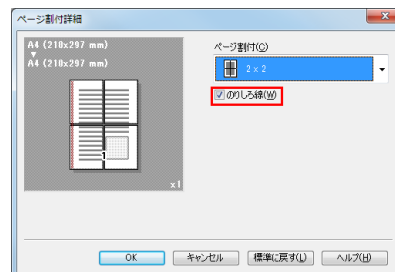 ページ割付詳細
A4 (210x297 mm)
A4 (210x297 mm)
1
x1
ページ割付(C)
2 x 2
のりしろ線(W)
OK
キャンセル
標準に戻す(L)
ヘルプ(H)